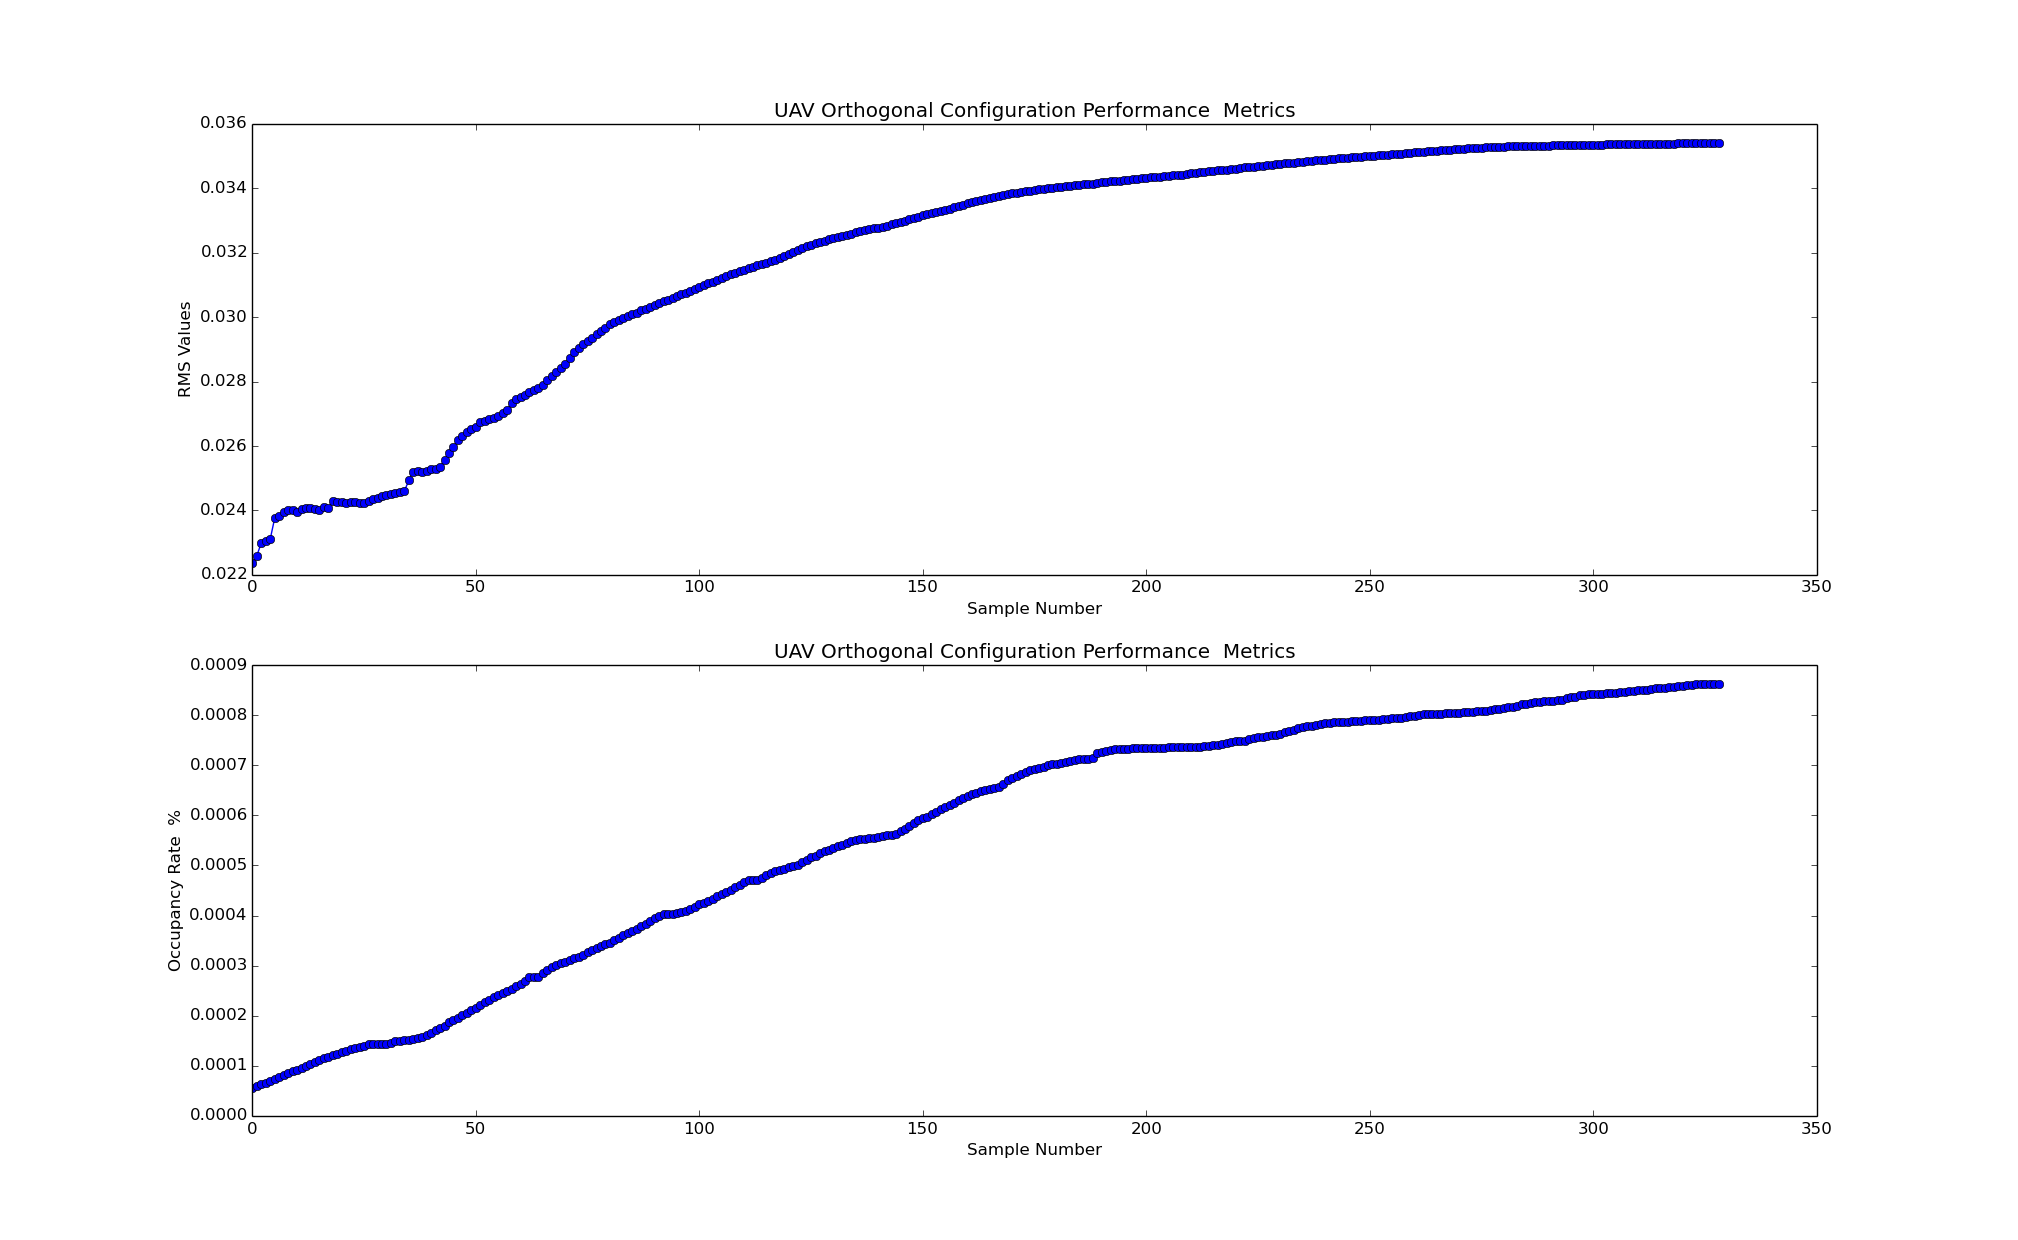 UAV Orthogonal Configuration Performance  Metrics
0.036
0.034
0.032
0.030
0.028
0.026
0.024
0.022
RMS Values
0 50 100 150 200 250 300 350
Sample Number
UAV Orthogonal Configuration Performance  Metrics
0.0009
0.0008
0.0007
0.0006
0.0005
0.0004
0.0003
0.0002
0.0001
0.0000
Occupancy Rate  %
0 50 100 150 200 250 300 350
Sample Number